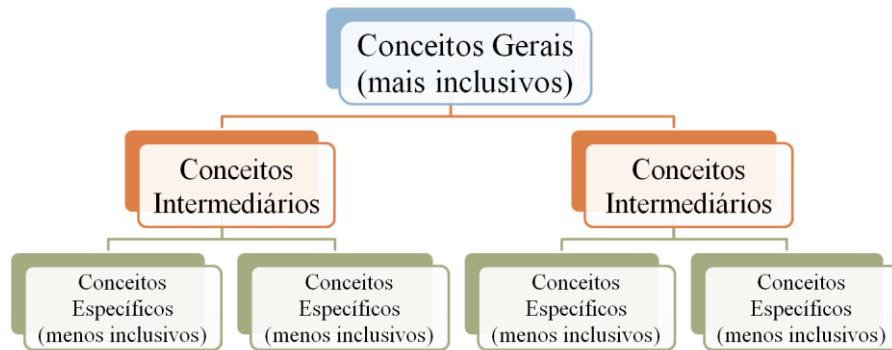 Conceitos Gerais
(mais inclusivos)
Conceitos
Intermediários
Conceitos
Intermediários
Conceitos
Específicos
(menos inclusivos)
Conceitos
Específicos
(menos inclusivos)
Conceitos
Específicos
(menos inclusivos)
Conceitos
Específicos
(menos inclusivos)